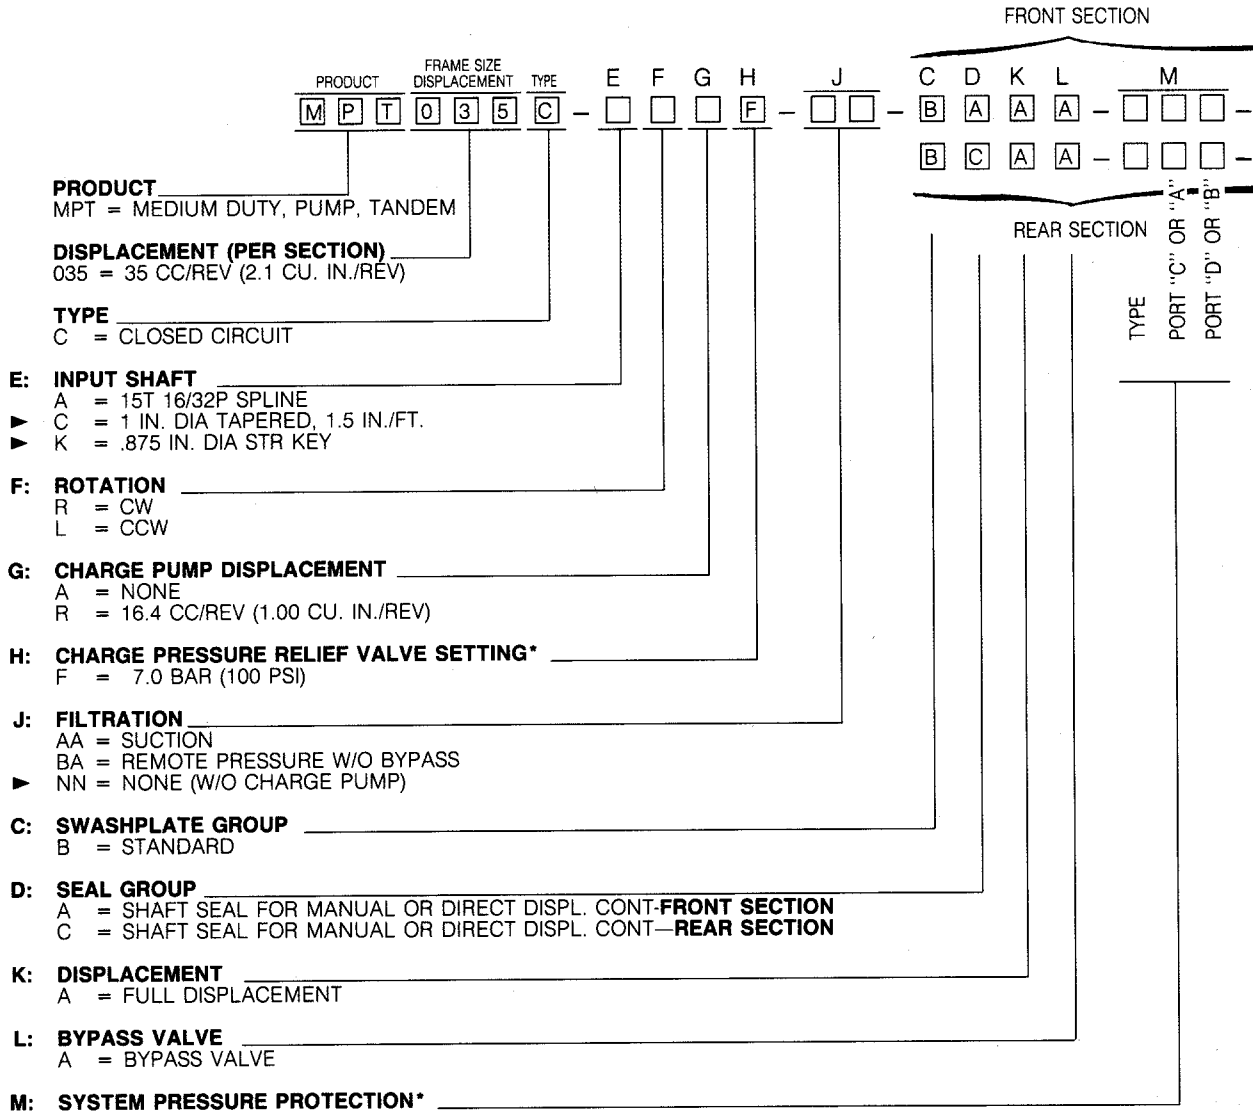 FRONT SECTION
PRODUCT FRAME SIZE DISPLACEMENT TYPE E F G H J C D K L M
M P T 0 3 5 C - □ □ □ F - □ □ - B A A A - □ □ □ -
B C A A - □ □ □ -
REAR SECTION
TYPE
PORT "C" OR "A"
PORT "D" OR "B"
PRODUCT
MPT = MEDIUM DUTY, PUMP, TANDEM
DISPLACEMENT (PER SECTION)
035 = 35 CC/REV (2.1 CU. IN./REV)
TYPE
C = CLOSED CIRCUIT
E: INPUT SHAFT
A = 15T 16/32P SPLINE
► C = 1 IN. DIA TAPERED, 1.5 IN./FT.
► K = .875 IN. DIA STR KEY
F: ROTATION
R = CW
L = CCW
G: CHARGE PUMP DISPLACEMENT
A = NONE
R = 16.4 CC/REV (1.00 CU. IN./REV)
H: CHARGE PRESSURE RELIEF VALVE SETTING*
F = 7.0 BAR (100 PSI)
J: FILTRATION
AA = SUCTION
BA = REMOTE PRESSURE W/O BYPASS
► NN = NONE (W/O CHARGE PUMP)
C: SWASHPLATE GROUP
B = STANDARD
D: SEAL GROUP
A = SHAFT SEAL FOR MANUAL OR DIRECT DISPL. CONT-FRONT SECTION
C = SHAFT SEAL FOR MANUAL OR DIRECT DISPL. CONT—REAR SECTION
K: DISPLACEMENT
A = FULL DISPLACEMENT
L: BYPASS VALVE
A = BYPASS VALVE
M: SYSTEM PRESSURE PROTECTION*